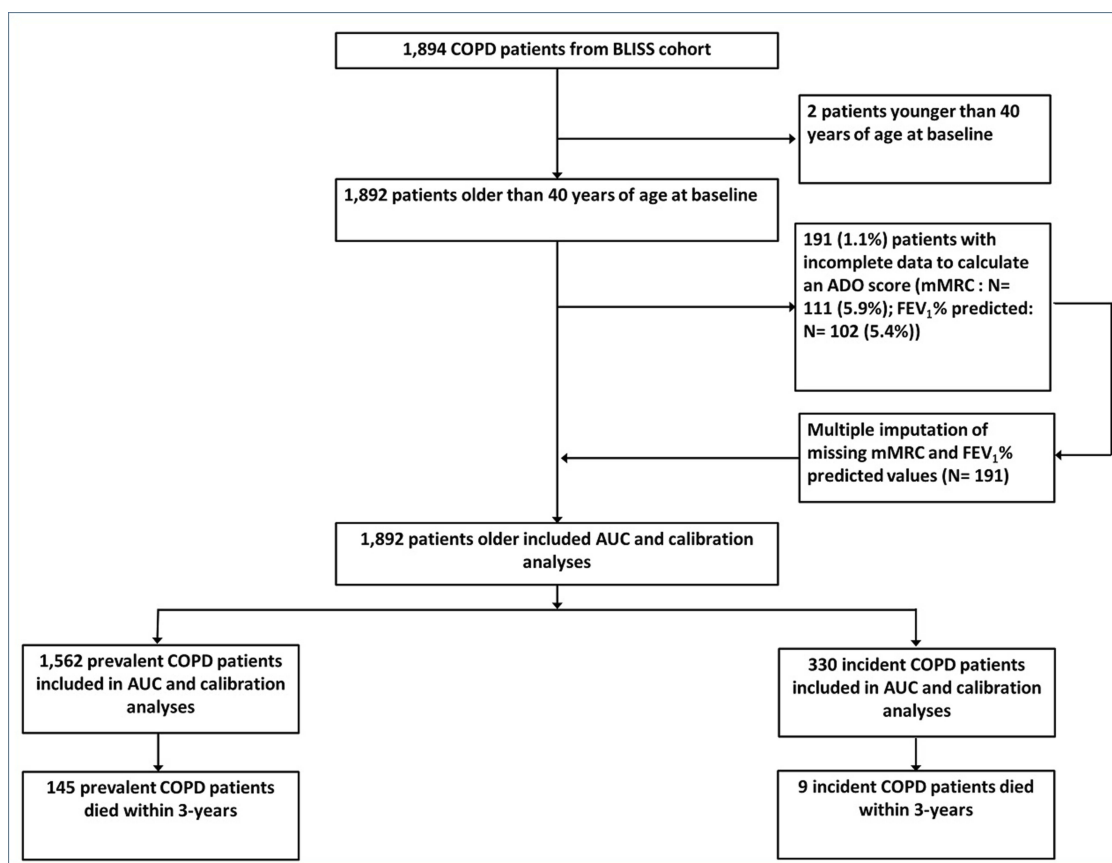 1,894 COPD patients from BLISS cohort
2 patients younger than 40
years of age at baseline
1,892 patients older than 40 years of age at baseline
191 (1.1%) patients with
incomplete data to calculate
an ADO score (mMRC : N=
111 (5.9%); FEV₁% predicted:
N= 102 (5.4%))
Multiple imputation of
missing mMRC and FEV₁%
predicted values (N= 191)
1,892 patients older included AUC and calibration
analyses
1,562 prevalent COPD patients
included in AUC and calibration
analyses
330 incident COPD patients
included in AUC and calibration
analyses
145 prevalent COPD patients
died within 3-years
9 incident COPD patients died
within 3-years